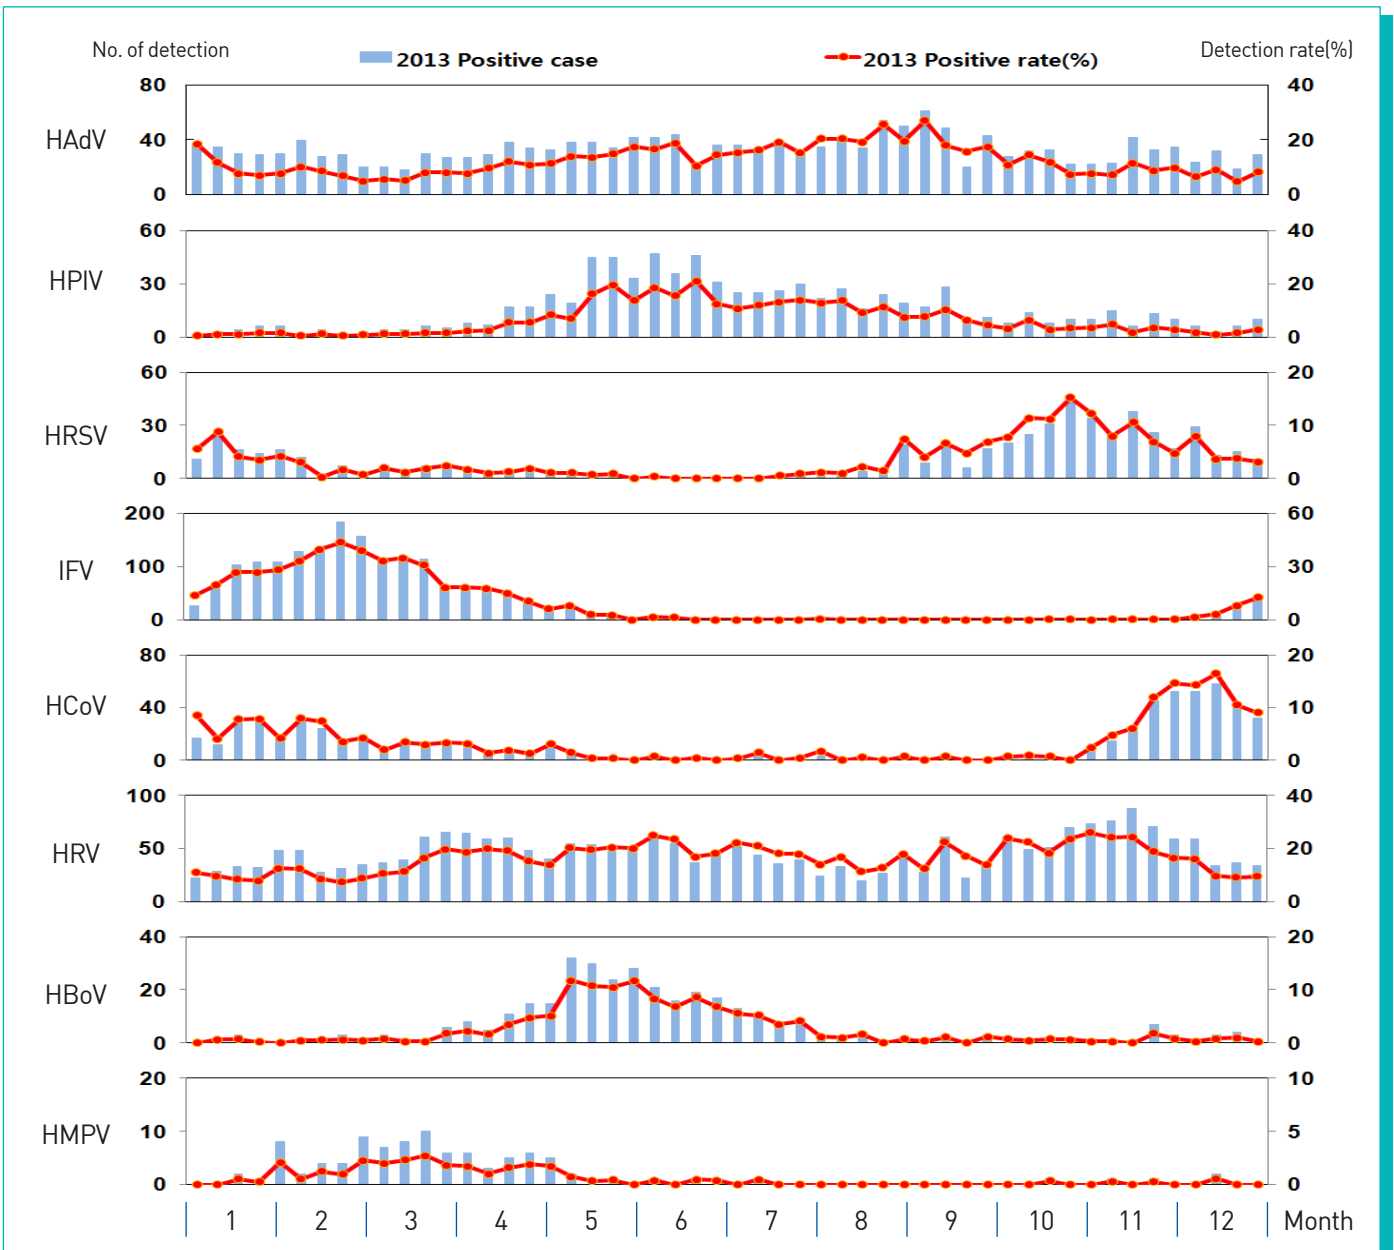 No. of detection 2013 Positive case 2013 Positive rate(%) Detection rate(%)
80 40
HAdV 40 20
0 0
60 40
HPIV 30 20
0 0
60 20
HRSV 30 10
0 0
200 60
IFV 100 30
0 0
80 20
HCoV 40 10
0 0
100 40
HRV 50 20
0 0
40 20
HBoV 20 10
0 0
20 10
HMPV 10 5
0 0
1 2 3 4 5 6 7 8 9 10 11 12 Month